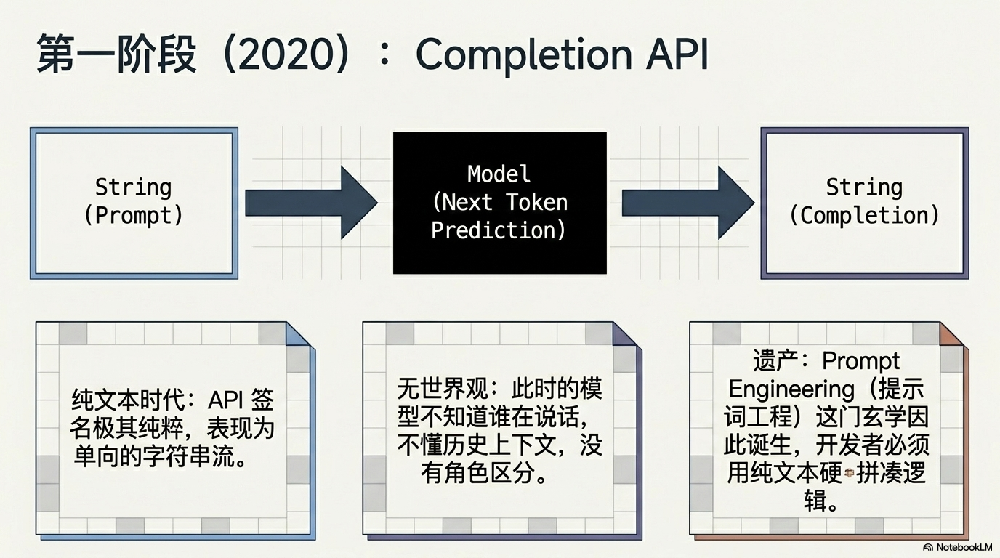 第一阶段（2020）：Completion API
String
(Prompt)
Model
(Next Token
Prediction)
String
(Completion)
纯文本时代：API 签
名极其纯粹，表现为
单向的字符串流。
无世界观：此时的模
型不知道谁在说话，
不懂历史上下文，没
有角色区分。
遗产：Prompt
Engineering（提示
词工程）这门玄学因
此诞生，开发者必须
用纯文本硬拼凑逻
辑。
NotebookLM